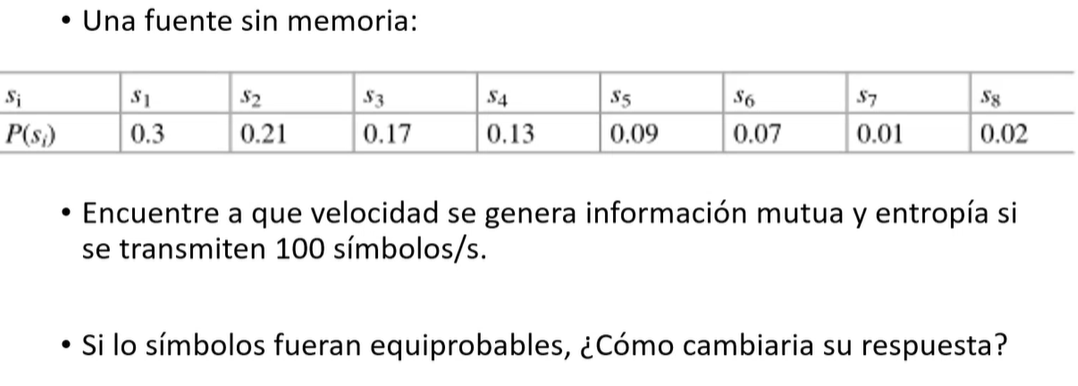 • Una fuente sin memoria:
si s1 s2 s3 s4 s5 s6 s7 s8
P(si) 0.3 0.21 0.17 0.13 0.09 0.07 0.01 0.02
• Encuentre a que velocidad se genera información mutua y entropía si
se transmiten 100 símbolos/s.
• Si lo símbolos fueran equiprobables, ¿Cómo cambiaria su respuesta?